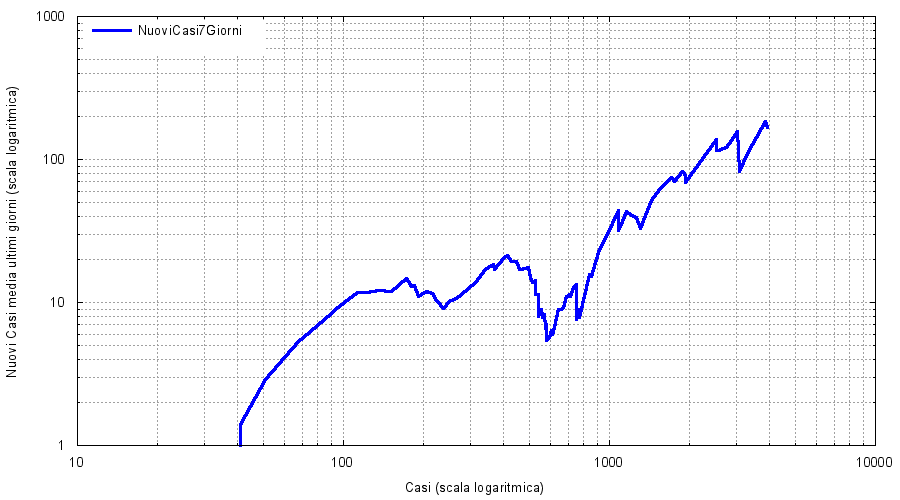 NuoviCasi7Giorni
Nuovi Casi media ultimi giorni (scala logaritmica)
1000
100
10
1
10
100
1000
10000
Casi (scala logaritmica)